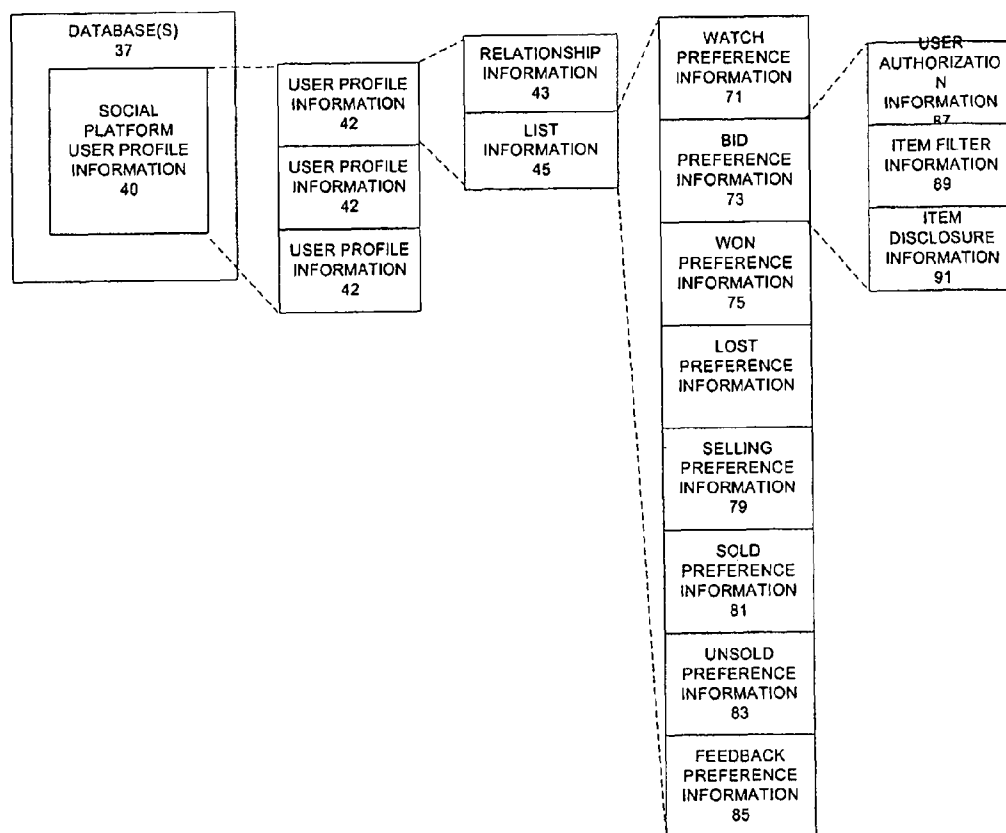 DATABASE(S)
37
SOCIAL
PLATFORM
USER PROFILE
INFORMATION
40
USER PROFILE
INFORMATION
42
USER PROFILE
INFORMATION
42
USER PROFILE
INFORMATION
42
RELATIONSHIP
INFORMATION
43
LIST
INFORMATION
45
WATCH
PREFERENCE
INFORMATION
71
BID
PREFERENCE
INFORMATION
73
WON
PREFERENCE
INFORMATION
75
LOST
PREFERENCE
INFORMATION
SELLING
PREFERENCE
INFORMATION
79
SOLD
PREFERENCE
INFORMATION
81
UNSOLD
PREFERENCE
INFORMATION
83
FEEDBACK
PREFERENCE
INFORMATION
85
USER
AUTHORIZATIO
N
INFORMATION
87
ITEM FILTER
INFORMATION
89
ITEM
DISCLOSURE
INFORMATION
91